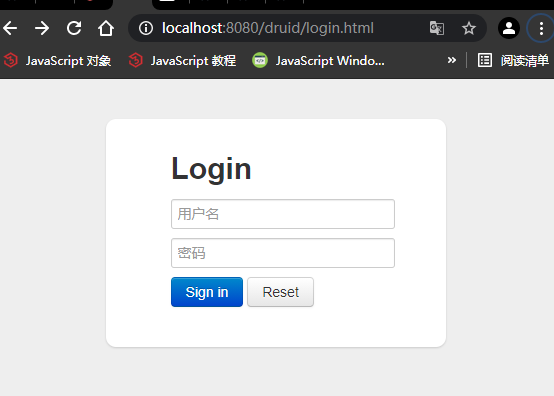 localhost:8080/druid/login.html
JavaScript 对象 JavaScript 教程 JavaScript Windo... » 阅读清单
Login
用户名
密码
Sign in Reset